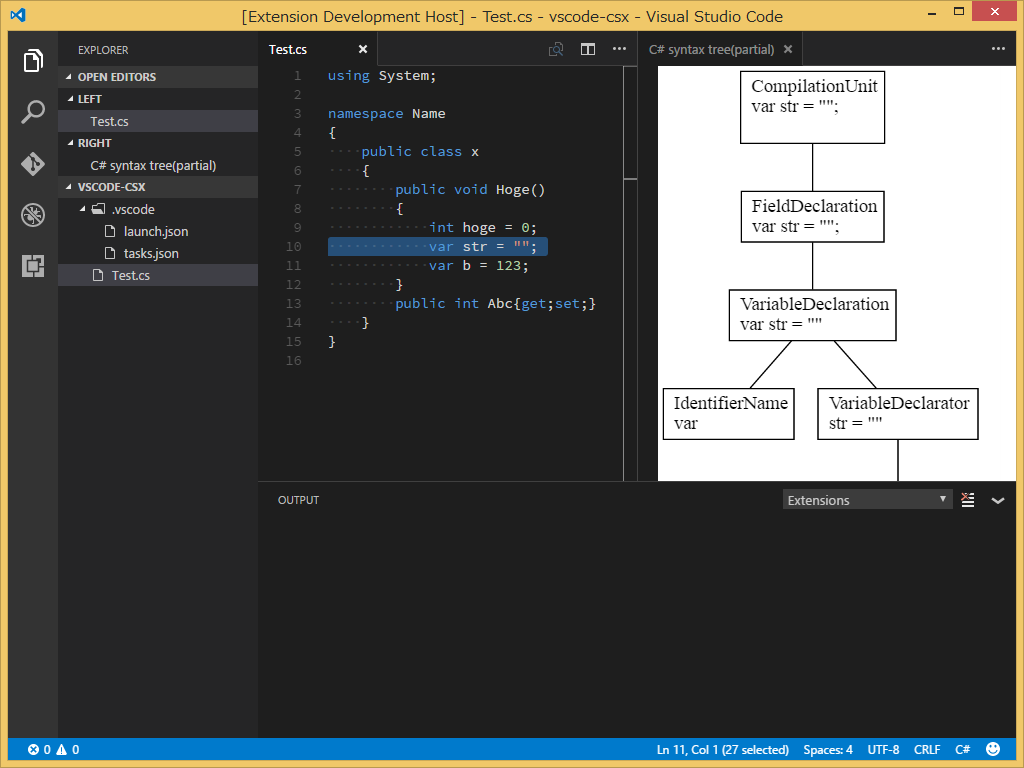 [Extension Development Host] - Test.cs - vscode-csx - Visual Studio Code
EXPLORER
OPEN EDITORS
LEFT
Test.cs
RIGHT
C# syntax tree(partial)
VSCODE-CSX
.vscode
launch.json
tasks.json
Test.cs
Test.cs
1 using System;
2
3 namespace Name
4 {
5 ····public class x
6 ····{
7 ········public void Hoge()
8 ········{
9 ············int hoge = 0;
10 ············var str = "";
11 ············var b = 123;
12 ········}
13 ········public int Abc{get;set;}
14 ····}
15 }
16
C# syntax tree(partial)
CompilationUnit
var str = "";
FieldDeclaration
var str = "";
VariableDeclaration
var str = ""
IdentifierName
var
VariableDeclarator
str = ""
OUTPUT
Extensions
0 0
Ln 11, Col 1 (27 selected) Spaces: 4 UTF-8 CRLF C#